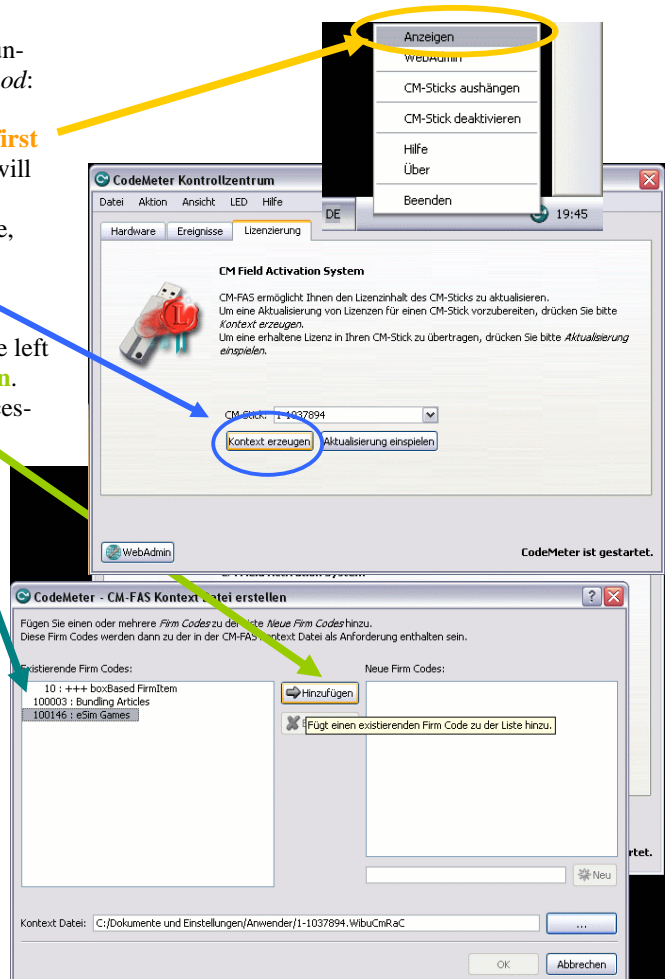 un-
od:
irst
will
e,
e left
n.
ces-
Anzeigen
WebAdmin
CM-Sticks aushängen
CM-Stick deaktivieren
Hilfe
Über
Beenden
DE
19:45
CodeMeter Kontrollzentrum
Datei Aktion Ansicht LED Hilfe
Hardware Ereignisse Lizenzierung
CM Field Activation System
CM-FAS ermöglicht Ihnen den Lizenzinhalt des CM-Sticks zu aktualisieren.
Um eine Aktualisierung von Lizenzen für einen CM-Stick vorzubereiten, drücken Sie bitte
Kontext erzeugen.
Um eine erhaltene Lizenz in Ihren CM-Stick zu übertragen, drücken Sie bitte Aktualisierung
einspielen.
CM-Stick: 1-1037894
Kontext erzeugen Aktualisierung einspielen
WebAdmin
CodeMeter ist gestartet.
CM Field Activation System
CodeMeter - CM-FAS Kontext Datei erstellen
Fügen Sie einen oder mehrere Firm Codes zu der Liste Neue Firm Codes hinzu.
Diese Firm Codes werden dann zu der in der CM-FAS Kontext Datei als Anforderung enthalten sein.
Existierende Firm Codes:
Neue Firm Codes:
10 : +++ boxBased FirmItem
100003 : Bundling Articles
100146 : eSim Games
Hinzufügen
Fügt einen existierenden Firm Code zu der Liste hinzu.
rtet.
Neu
Kontext Datei: C:/Dokumente und Einstellungen/Anwender/1-1037894.WibuCmRaC
...
OK Abbrechen